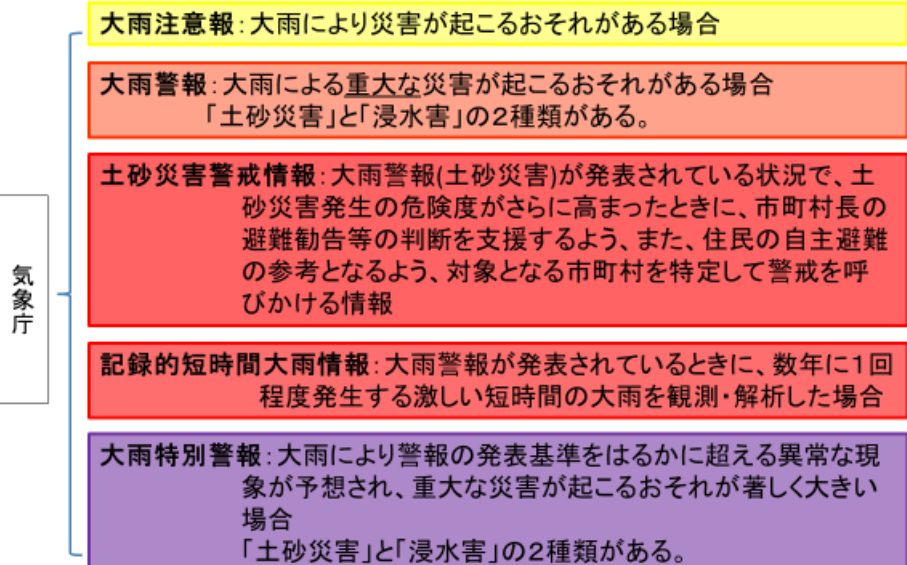 気象庁
大雨注意報:大雨により災害が起こるおそれがある場合
大雨警報:大雨による重大な災害が起こるおそれがある場合
「土砂災害」と「浸水害」の2種類がある。
土砂災害警戒情報:大雨警報(土砂災害)が発表されている状況で、土
砂災害発生の危険度がさらに高まったときに、市町村長の
避難勧告等の判断を支援するよう、また、住民の自主避難
の参考となるよう、対象となる市町村を特定して警戒を呼
びかける情報
記録的短時間大雨情報:大雨警報が発表されているときに、数年に1回
程度発生する激しい短時間の大雨を観測・解析した場合
大雨特別警報:大雨により警報の発表基準をはるかに超える異常な現
象が予想され、重大な災害が起こるおそれが著しく大きい
場合
「土砂災害」と「浸水害」の2種類がある。